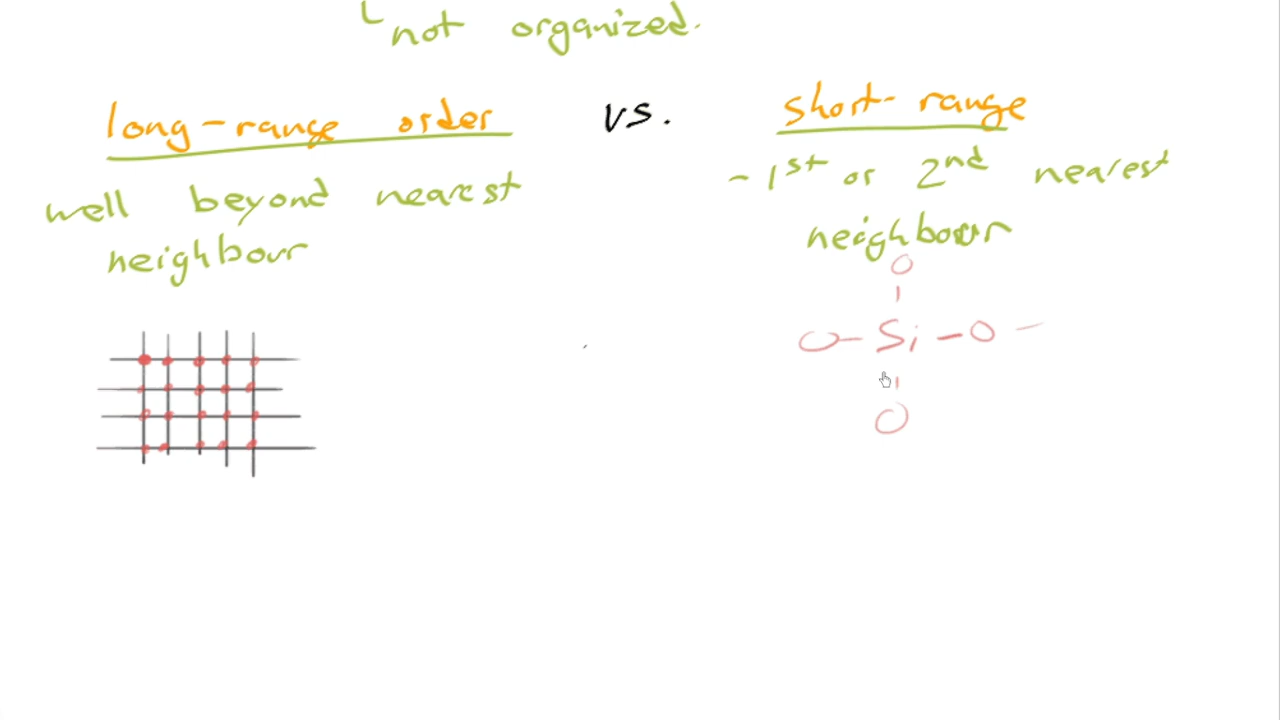 not organized.
long-range order vs. short-range
well beyond nearest neighbour
- 1st or 2nd nearest neighbour
O
O - Si - O -
O